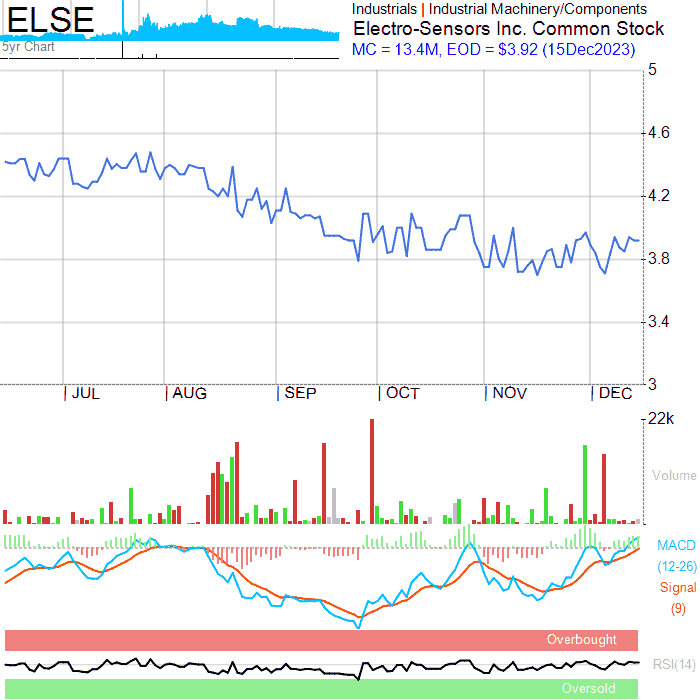 ELSE
5yr Chart
Industrials | Industrial Machinery/Components
Electro-Sensors Inc. Common Stock
MC = 13.4M, EOD = $3.92 (15Dec2023)
5
4.6
4.2
3.8
3.4
3
JUL AUG SEP OCT NOV DEC
22k
Volume
MACD
(12-26)
Signal
(9)
Overbought
RSI(14)
Oversold